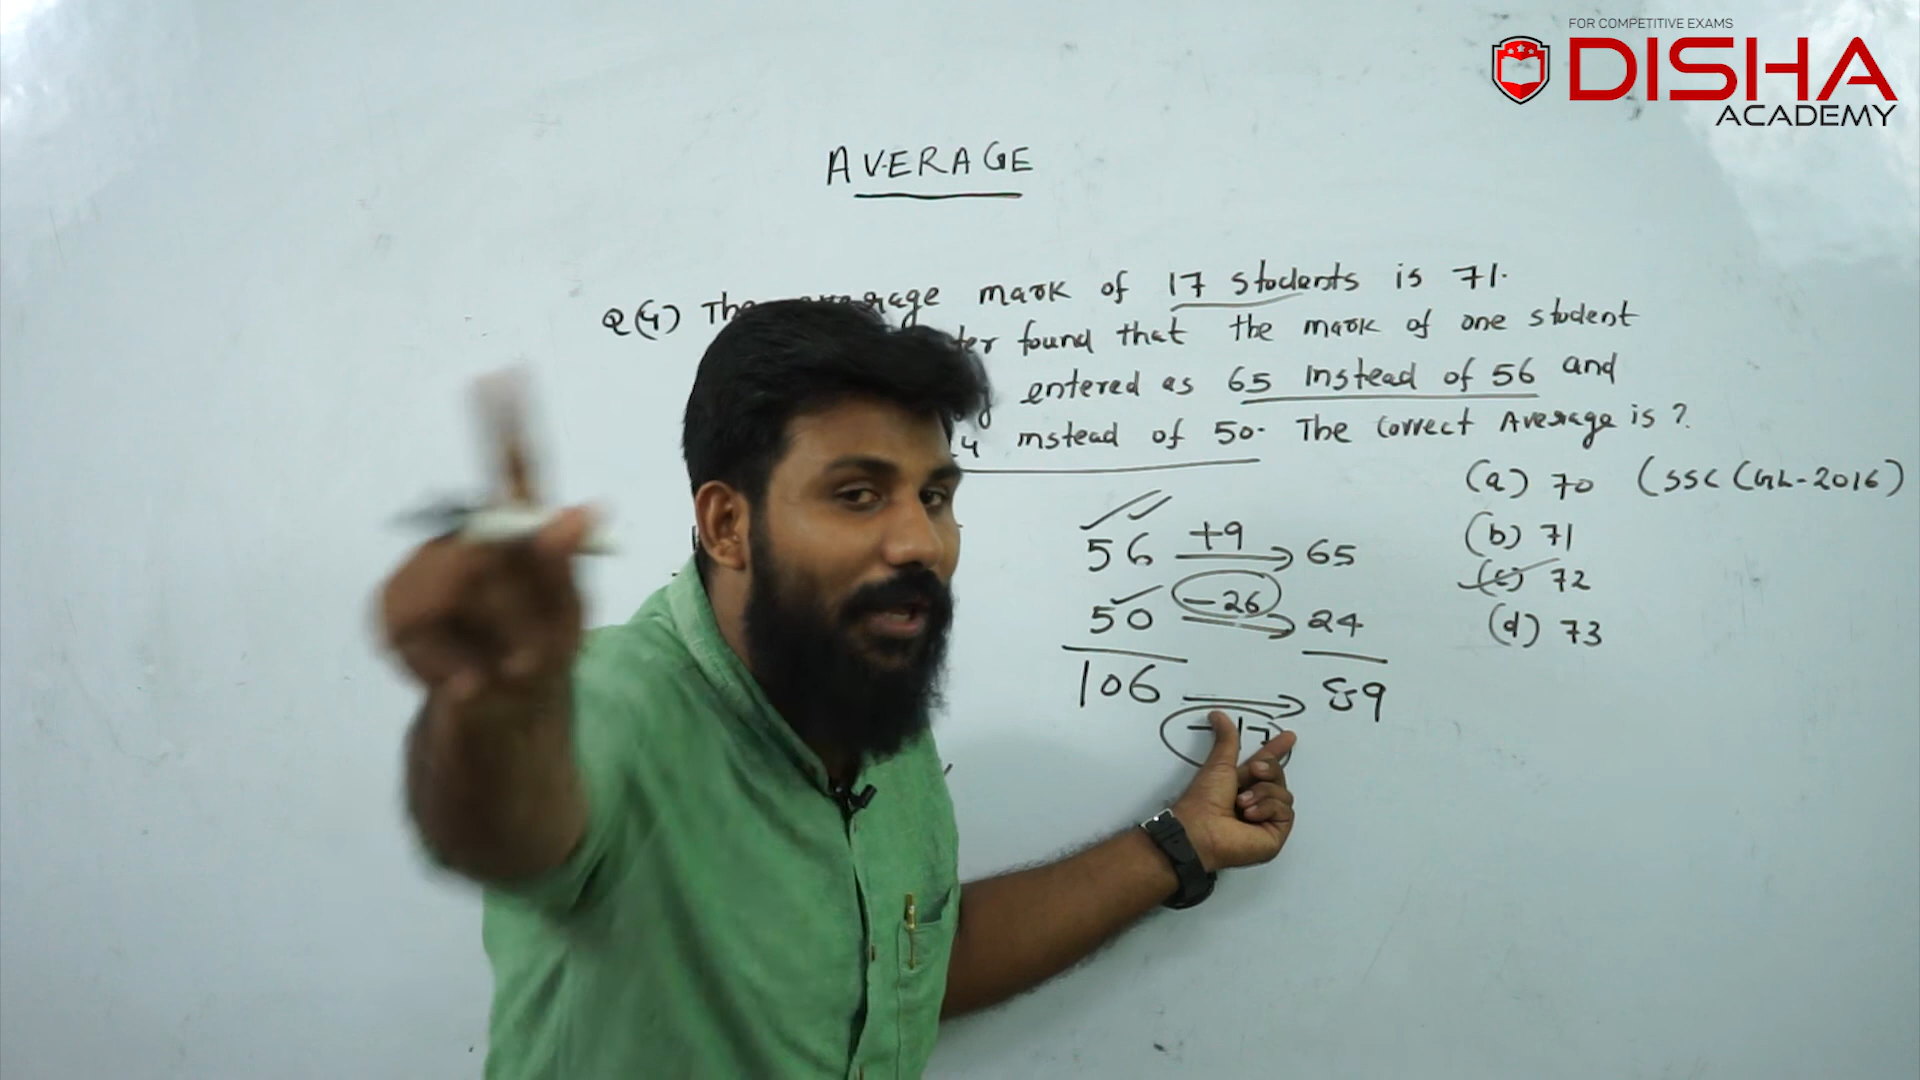 FOR COMPETITIVE EXAMS
DISHA
ACADEMY
AVERAGE
Q(4) The average mark of 17 students is 71.
found that the mark of one student
entered as 65 instead of 56 and
instead of 50. The correct Average is ?
(a) 70 (SSC CGL-2016)
(b) 71
(c) 72
(d) 73
56 +9 65
50 -26 24
106 89
-17